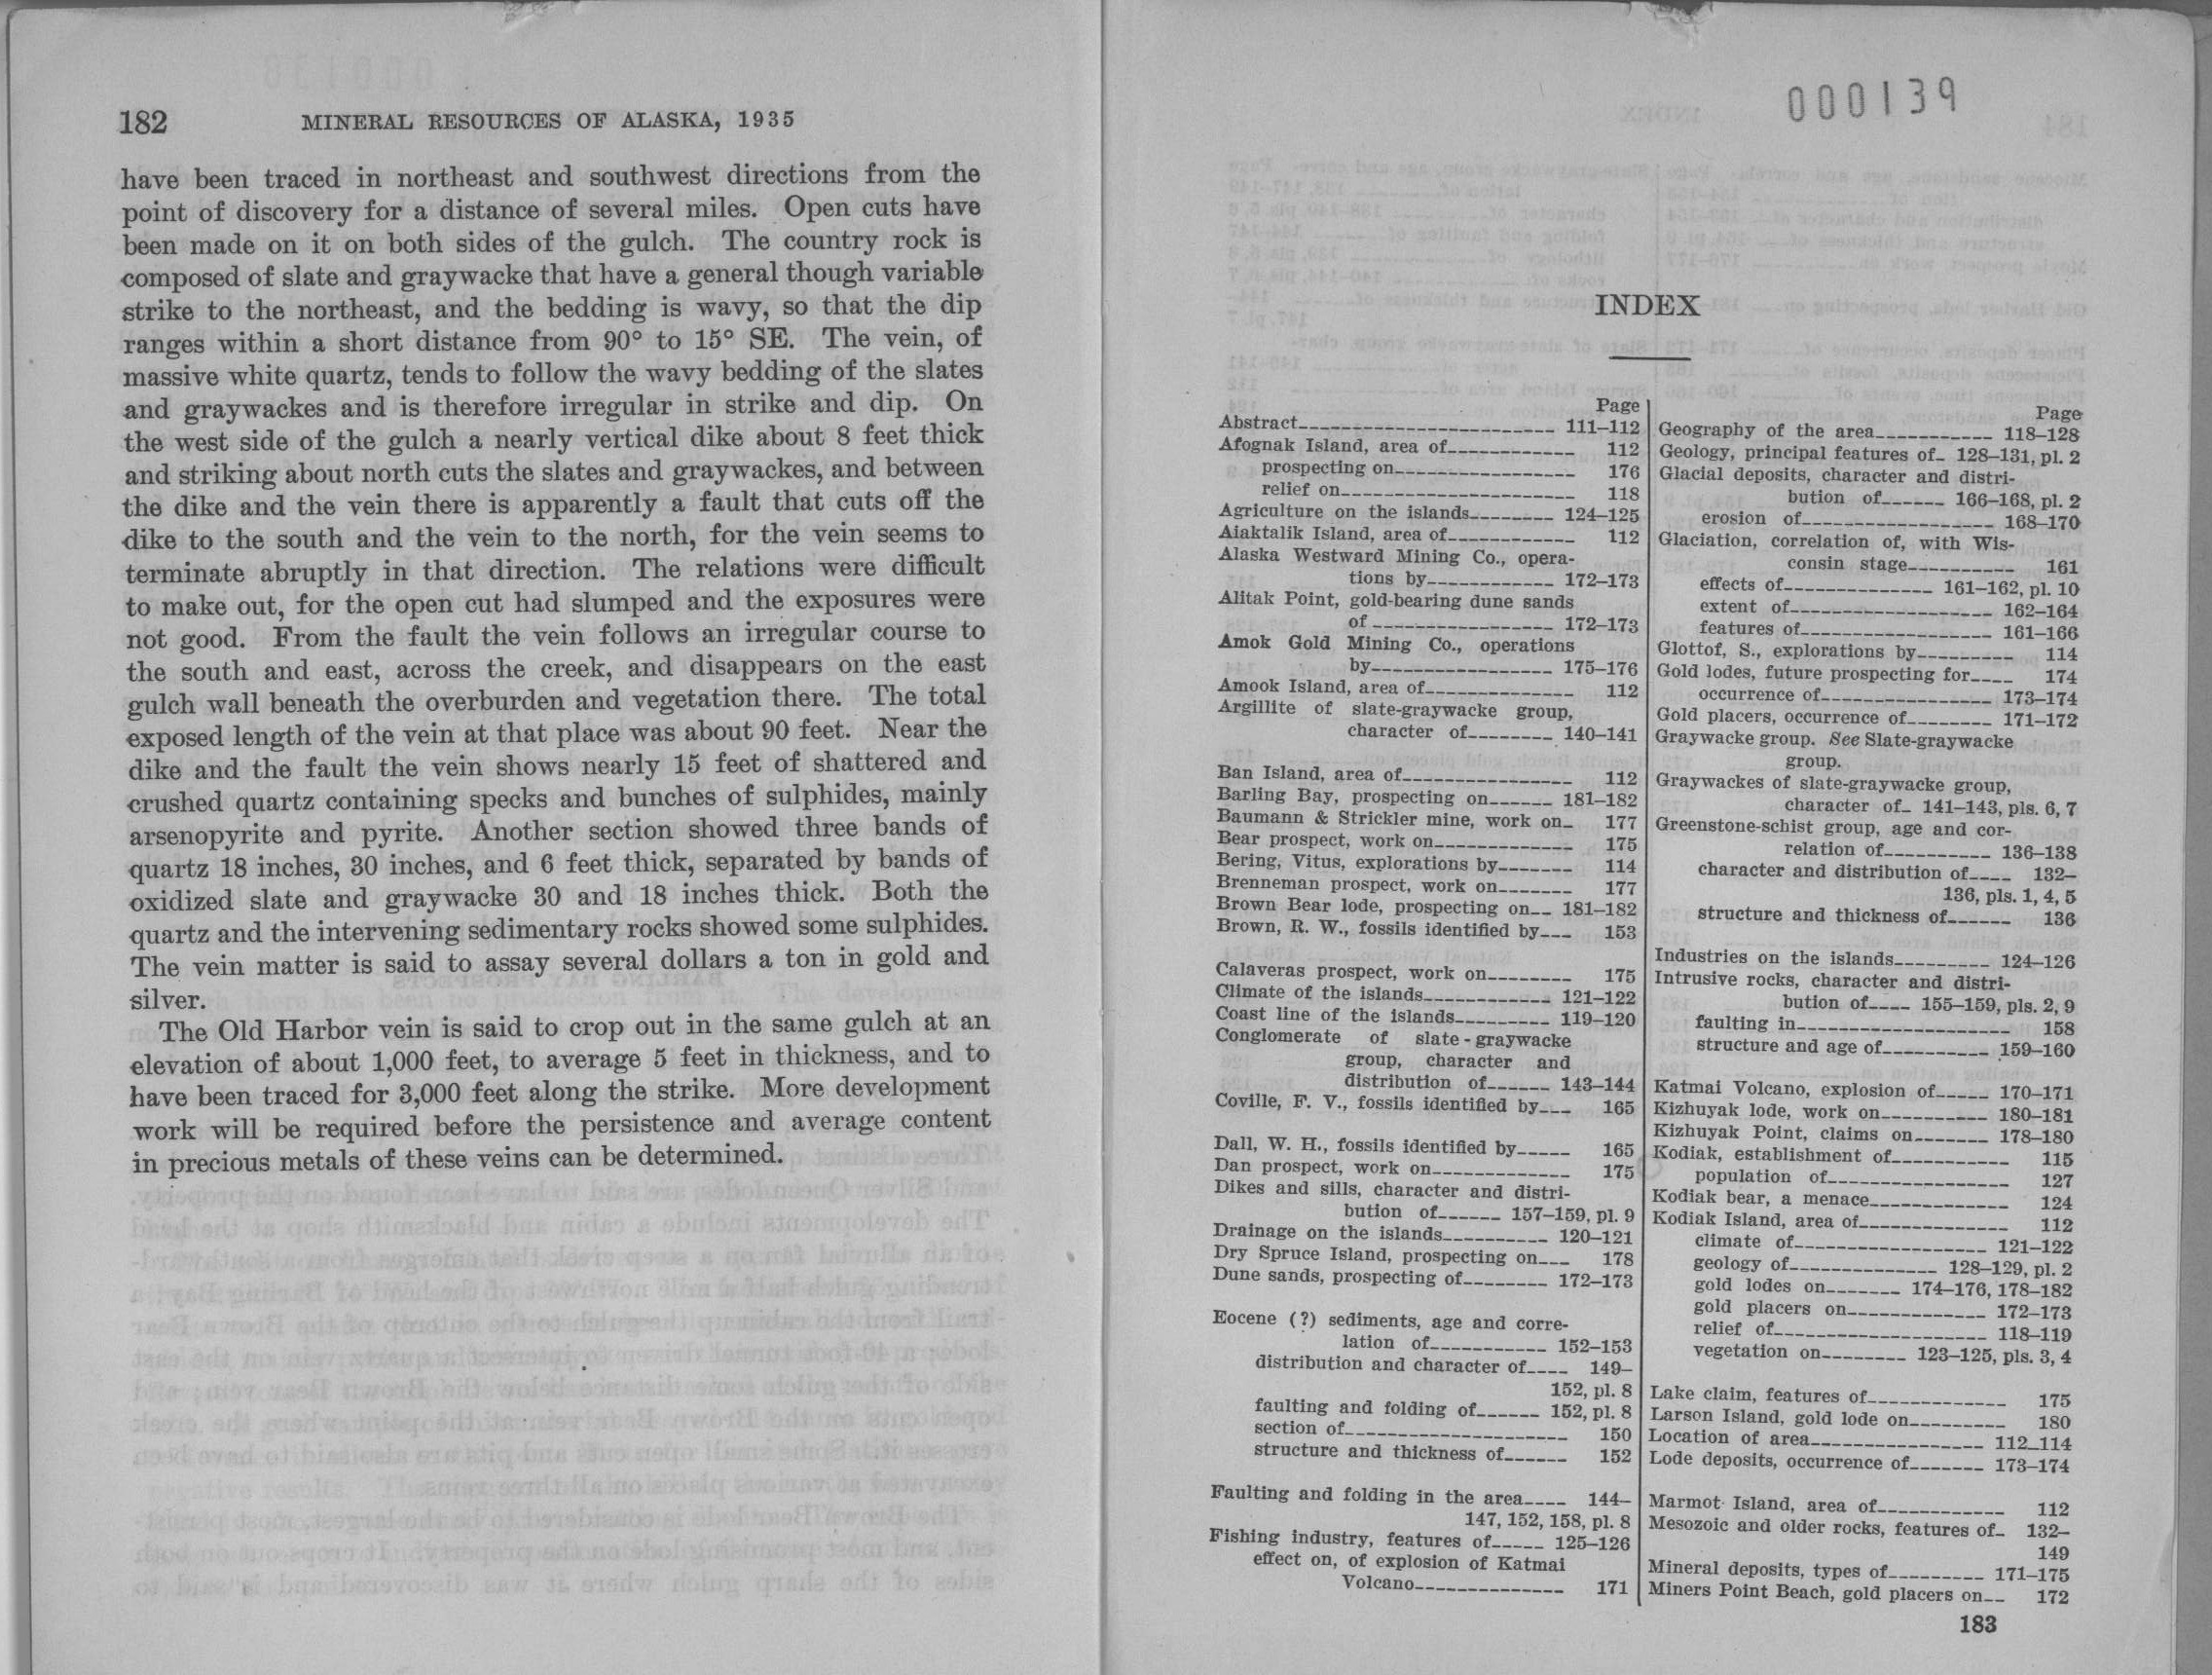 182 MINERAL RESOURCES OF ALASKA, 1935
have been traced in northeast and southwest directions from the
point of discovery for a distance of several miles. Open cuts have
been made on it on both sides of the gulch. The country rock is
composed of slate and graywacke that have a general though variable
strike to the northeast, and the bedding is wavy, so that the dip
ranges within a short distance from 90° to 15° SE. The vein, of
massive white quartz, tends to follow the wavy bedding of the slates
and graywackes and is therefore irregular in strike and dip. On
the west side of the gulch a nearly vertical dike about 8 feet thick
and striking about north cuts the slates and graywackes, and between
the dike and the vein there is apparently a fault that cuts off the
dike to the south and the vein to the north, for the vein seems to
terminate abruptly in that direction. The relations were difficult
to make out, for the open cut had slumped and the exposures were
not good. From the fault the vein follows an irregular course to
the south and east, across the creek, and disappears on the east
gulch wall beneath the overburden and vegetation there. The total
exposed length of the vein at that place was about 90 feet. Near the
dike and the fault the vein shows nearly 15 feet of shattered and
crushed quartz containing specks and bunches of sulphides, mainly
arsenopyrite and pyrite. Another section showed three bands of
quartz 18 inches, 30 inches, and 6 feet thick, separated by bands of
oxidized slate and graywacke 30 and 18 inches thick. Both the
quartz and the intervening sedimentary rocks showed some sulphides.
The vein matter is said to assay several dollars a ton in gold and
silver.
The Old Harbor vein is said to crop out in the same gulch at an
elevation of about 1,000 feet, to average 5 feet in thickness, and to
have been traced for 3,000 feet along the strike. More development
work will be required before the persistence and average content
in precious metals of these veins can be determined.
000139
INDEX
Page
Abstract 111–112
Afognak Island, area of 112
prospecting on 176
relief on 118
Agriculture on the islands 124–125
Aiaktalik Island, area of 112
Alaska Westward Mining Co., opera-
tions by 172–173
Alitak Point, gold-bearing dune sands
of 172–173
Amok Gold Mining Co., operations
by 175–176
Amook Island, area of 112
Argillite of slate-graywacke group,
character of 140–141
Ban Island, area of 112
Barling Bay, prospecting on 181–182
Baumann & Strickler mine, work on 177
Bear prospect, work on 175
Bering, Vitus, explorations by 114
Brenneman prospect, work on 177
Brown Bear lode, prospecting on 181–182
Brown, R. W., fossils identified by 153
Calaveras prospect, work on 175
Climate of the islands 121–122
Coast line of the islands 119–120
Conglomerate of slate-graywacke
group, character and
distribution of 143–144
Coville, F. V., fossils identified by 165
Dall, W. H., fossils identified by 165
Dan prospect, work on 175
Dikes and sills, character and distri-
bution of 157–159, pl. 9
Drainage on the islands 120–121
Dry Spruce Island, prospecting on 178
Dune sands, prospecting of 172–173
Eocene (?) sediments, age and corre-
lation of 152–153
distribution and character of 149–
152, pl. 8
faulting and folding of 152, pl. 8
section of 150
structure and thickness of 152
Faulting and folding in the area 144–
147, 152, 158, pl. 8
Fishing industry, features of 125–126
effect on, of explosion of Katmai
Volcano 171
Page
Geography of the area 118–128
Geology, principal features of 128–131, pl. 2
Glacial deposits, character and distri-
bution of 166–168, pl. 2
erosion of 168–170
Glaciation, correlation of, with Wis-
consin stage 161
effects of 161–162, pl. 10
extent of 162–164
features of 161–166
Glottof, S., explorations by 114
Gold lodes, future prospecting for 174
occurrence of 173–174
Gold placers, occurrence of 171–172
Graywacke group. See Slate-graywacke
group.
Graywackes of slate-graywacke group,
character of 141–143, pls. 6, 7
Greenstone-schist group, age and cor-
relation of 136–138
character and distribution of 132–
136, pls. 1, 4, 5
structure and thickness of 136
Industries on the islands 124–126
Intrusive rocks, character and distri-
bution of 155–159, pls. 2, 9
faulting in 158
structure and age of 159–160
Katmai Volcano, explosion of 170–171
Kizhuyak lode, work on 180–181
Kizhuyak Point, claims on 178–180
Kodiak, establishment of 115
population of 127
Kodiak bear, a menace 124
Kodiak Island, area of 112
climate of 121–122
geology of 128–129, pl. 2
gold lodes on 174–176, 178–182
gold placers on 172–173
relief of 118–119
vegetation on 123–125, pls. 3, 4
Lake claim, features of 175
Larson Island, gold lode on 180
Location of area 112_114
Lode deposits, occurrence of 173–174
Marmot Island, area of 112
Mesozoic and older rocks, features of 132–
149
Mineral deposits, types of 171–175
Miners Point Beach, gold placers on 172
183